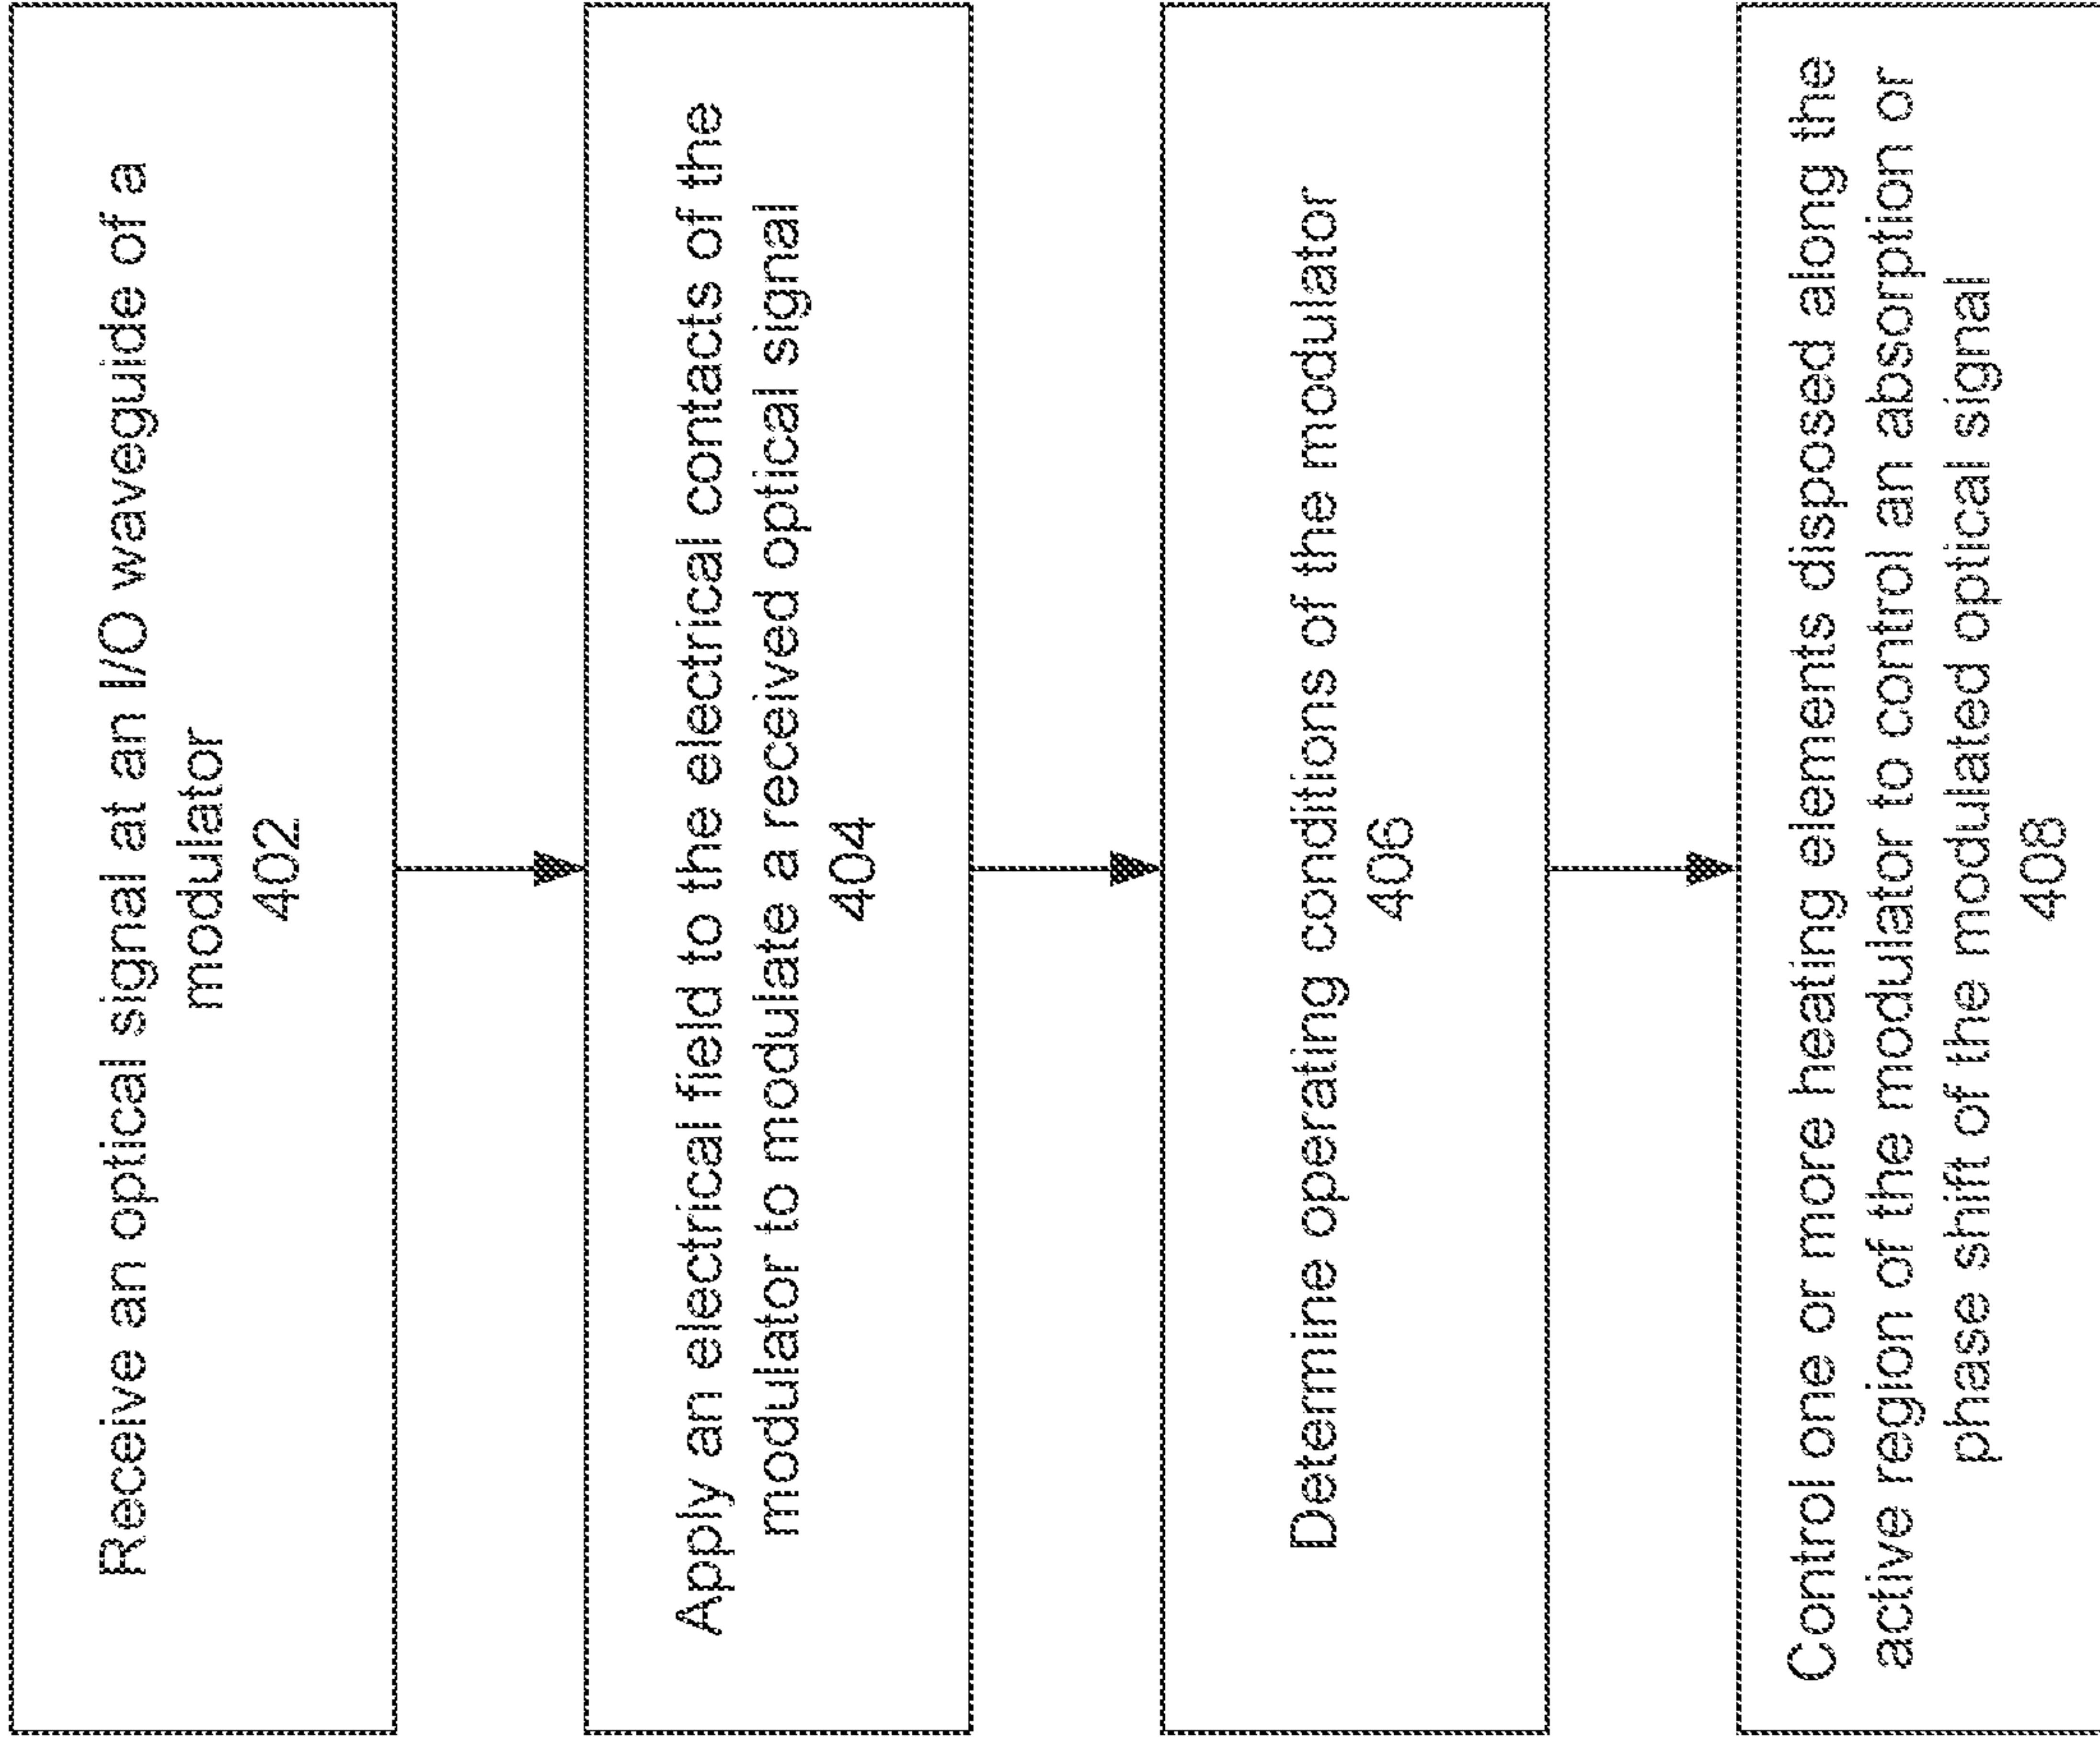 Receive an optical signal at an I/O waveguide of a
modulator
402
Apply an electrical field to the electrical contacts of the
modulator to modulate a received optical signal
404
Determine operating conditions of the modulator
406
Control one or more heating elements disposed along the
active region of the modulator to control an absorption or
phase shift of the modulated optical signal
408